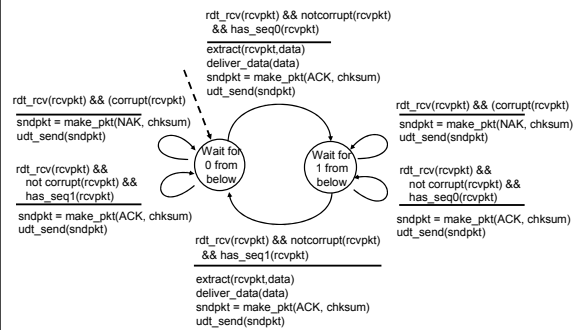 rdt_rcv(rcvpkt) && notcorrupt(rcvpkt)
&& has_seq0(rcvpkt)
extract(rcvpkt,data)
deliver_data(data)
sndpkt = make_pkt(ACK, chksum)
udt_send(sndpkt)
rdt_rcv(rcvpkt) && (corrupt(rcvpkt)
sndpkt = make_pkt(NAK, chksum)
udt_send(sndpkt)
rdt_rcv(rcvpkt) &&
not corrupt(rcvpkt) &&
has_seq1(rcvpkt)
sndpkt = make_pkt(ACK, chksum)
udt_send(sndpkt)
Wait for
0 from
below
Wait for
1 from
below
rdt_rcv(rcvpkt) && (corrupt(rcvpkt)
sndpkt = make_pkt(NAK, chksum)
udt_send(sndpkt)
rdt_rcv(rcvpkt) &&
not corrupt(rcvpkt) &&
has_seq0(rcvpkt)
sndpkt = make_pkt(ACK, chksum)
udt_send(sndpkt)
rdt_rcv(rcvpkt) && notcorrupt(rcvpkt)
&& has_seq1(rcvpkt)
extract(rcvpkt,data)
deliver_data(data)
sndpkt = make_pkt(ACK, chksum)
udt_send(sndpkt)